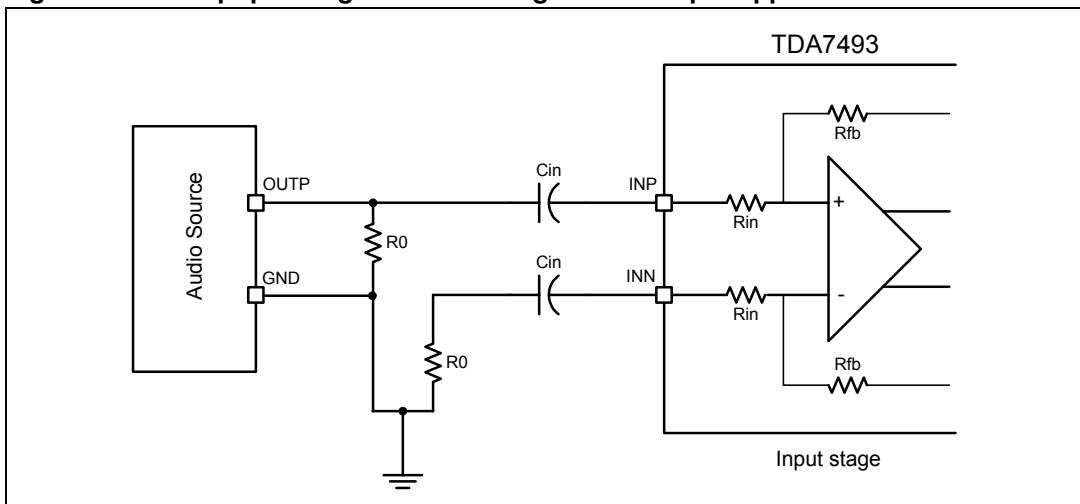 TDA7493
Rfb
OUTP
Cin
INP
Rin
+
R0
Audio Source
GND
Cin
INN
Rin
-
R0
Rfb
Input stage